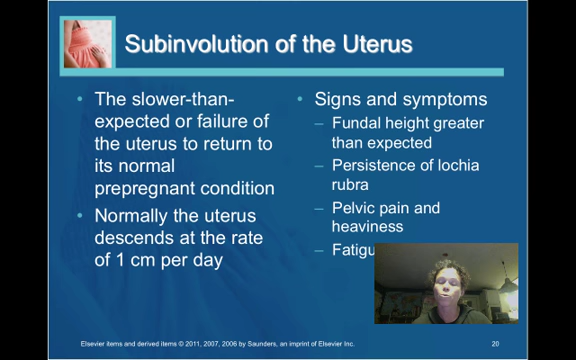 Subinvolution of the Uterus
• The slower-than-
expected or failure of
the uterus to return to
its normal
prepregnant condition
• Normally the uterus
descends at the rate
of 1 cm per day
• Signs and symptoms
– Fundal height greater
than expected
– Persistence of lochia
rubra
– Pelvic pain and
heaviness
– Fatigu
Elsevier items and derived items © 2011, 2007, 2006 by Saunders, an imprint of Elsevier Inc.
20